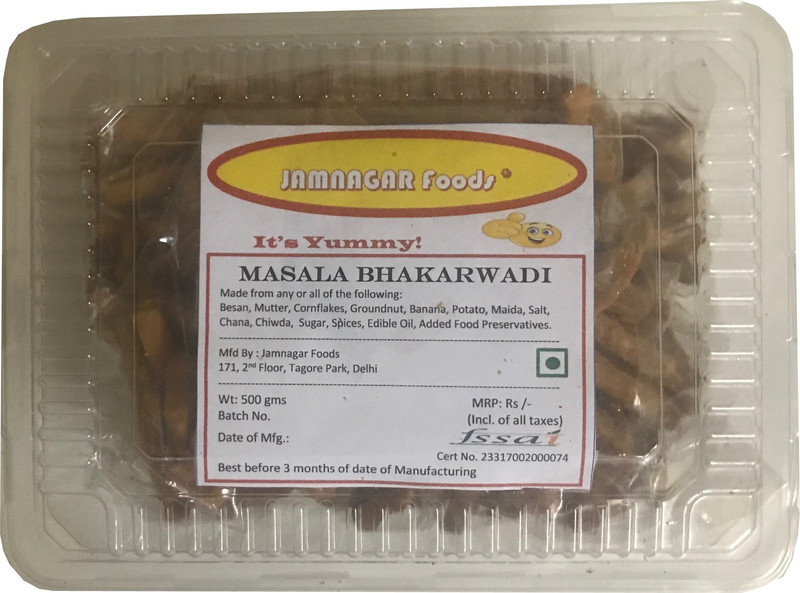 JAMNAGAR Foods
It's Yummy!
MASALA BHAKARWADI
Made from any or all of the following:
Besan, Mutter, Cornflakes, Groundnut, Banana, Potato, Maida, Salt,
Chana, Chiwda, Sugar, Spices, Edible Oil, Added Food Preservatives.
Mfd By : Jamnagar Foods
171, 2nd Floor, Tagore Park, Delhi
Wt: 500 gms
MRP: Rs /-
Batch No.
(Incl. of all taxes)
Date of Mfg.:
fssai
Cert No. 23317002000074
Best before 3 months of date of Manufacturing